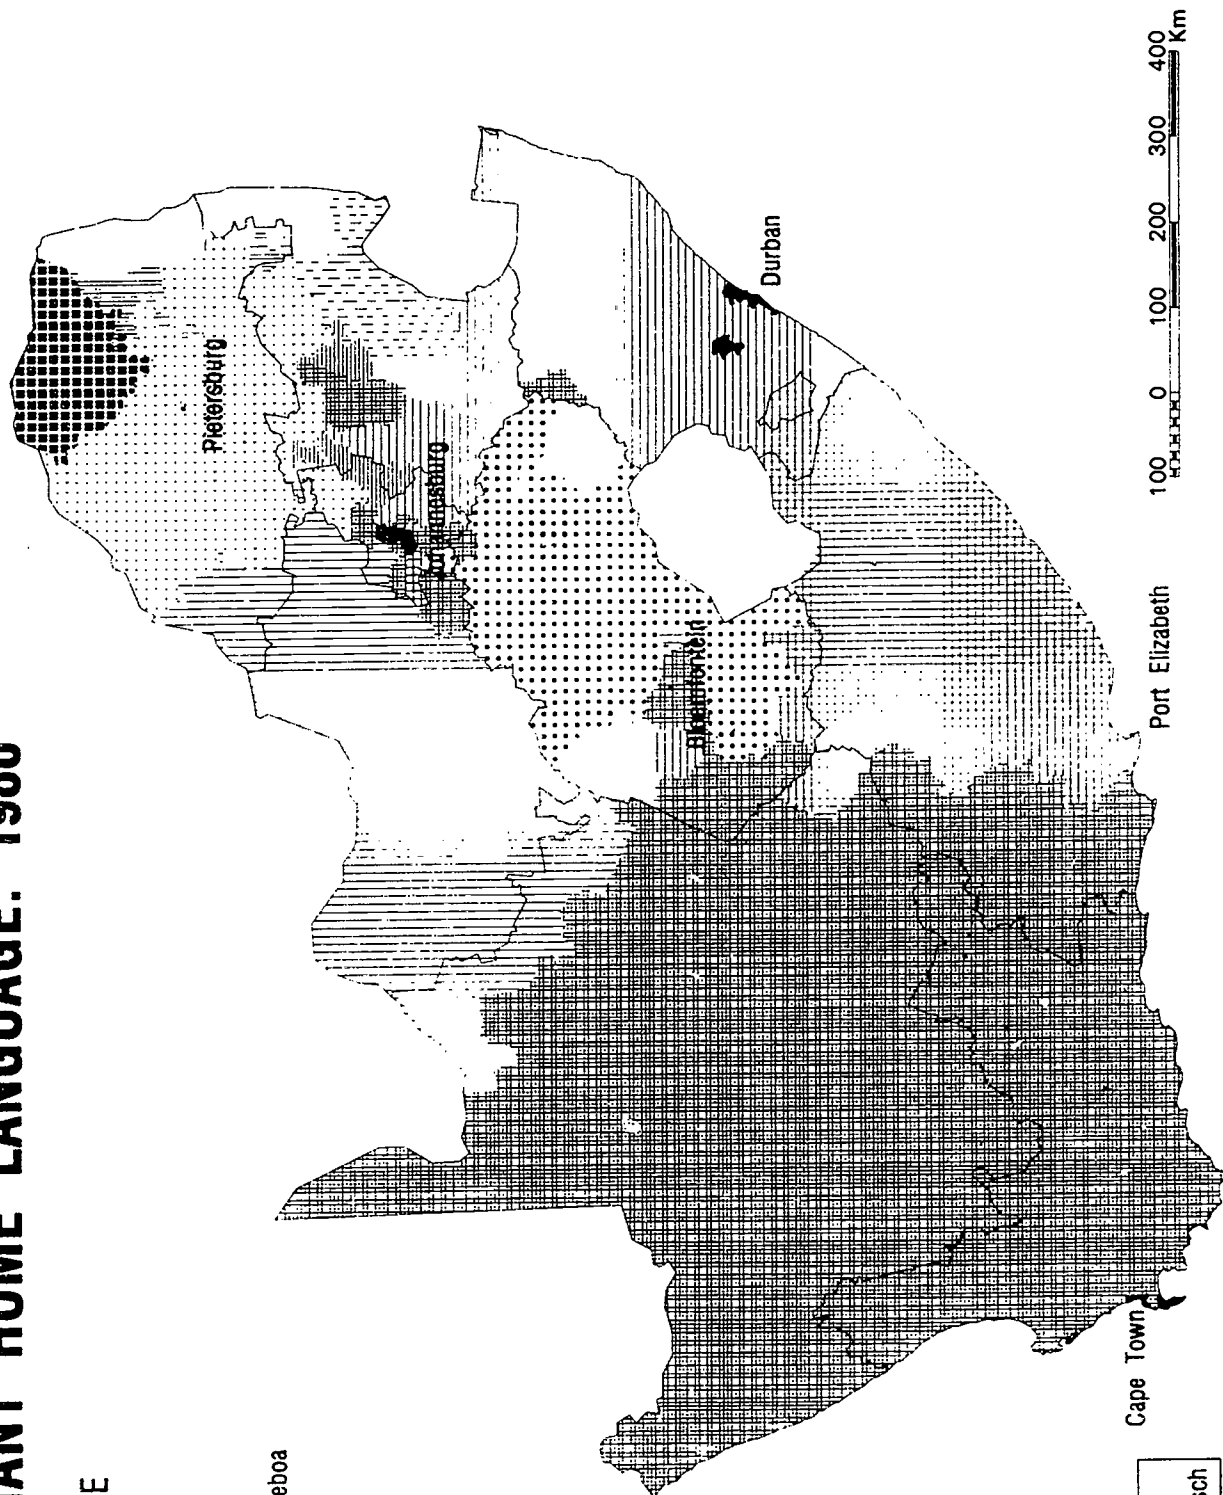 ANT HOME LANGUAGE: 1980
E
eboa
Pietersburg
Johannesburg
Bloemfontein
Durban
Port Elizabeth
Cape Town
100 0 100 200 300 400
Km
sch